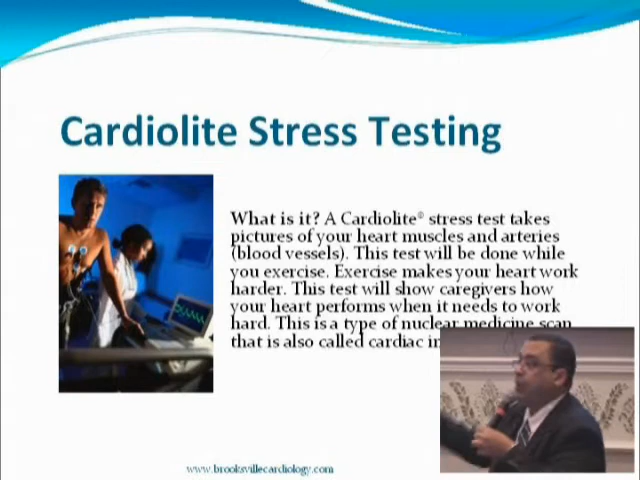 Cardiolite Stress Testing
What is it? A Cardiolite® stress test takes
pictures of your heart muscles and arteries
(blood vessels). This test will be done while
you exercise. Exercise makes your heart work
harder. This test will show caregivers how
your heart performs when it needs to work
hard. This is a type of nuclear medicine scan
that is also called cardiac
www.brooksvillecardiology.com